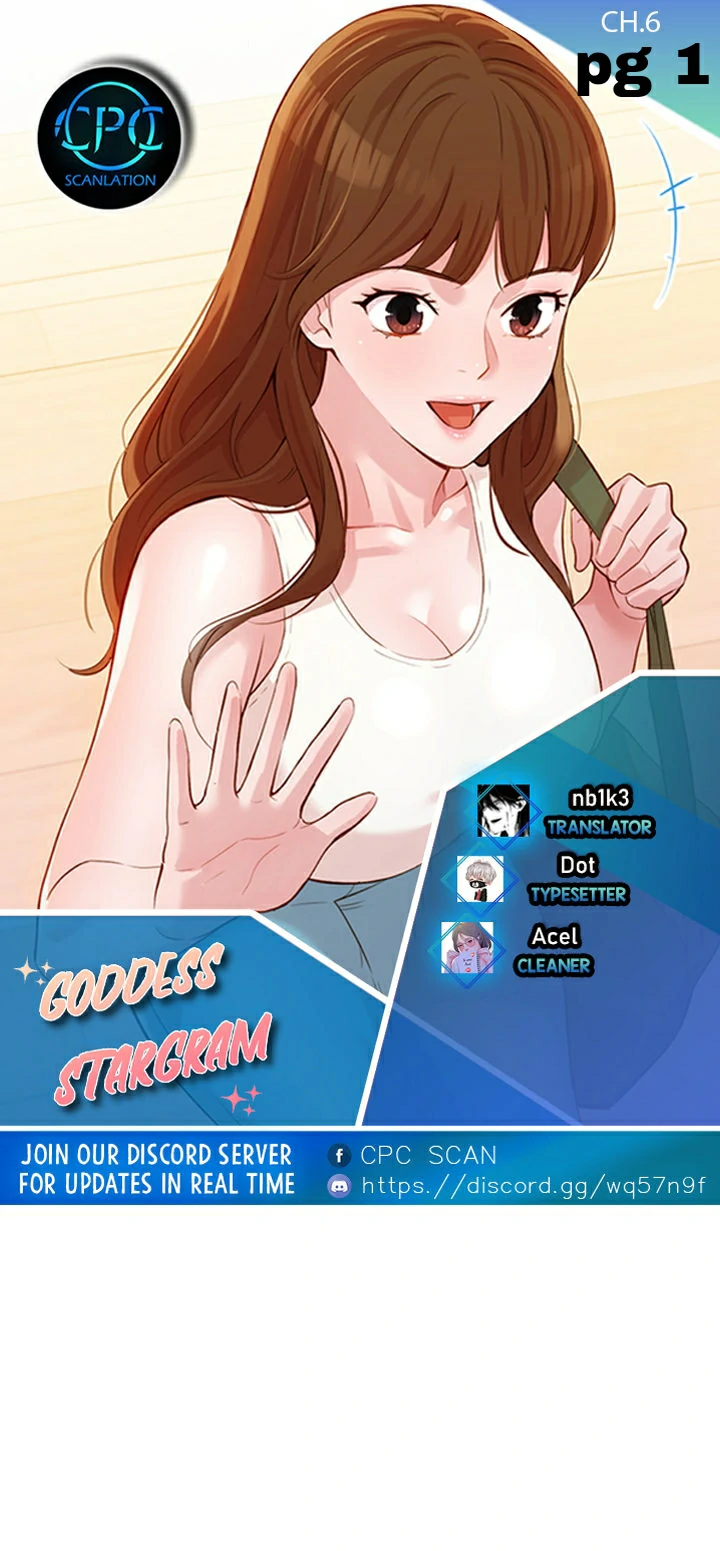 CH.6
pg 1
CPC
SCANLATION
nb1k3
TRANSLATOR
Dot
TYPESETTER
Acel
CLEANER
GODDESS
STARGRAM
JOIN OUR DISCORD SERVER
FOR UPDATES IN REAL TIME
f CPC SCAN
https://discord.gg/wq57n9f